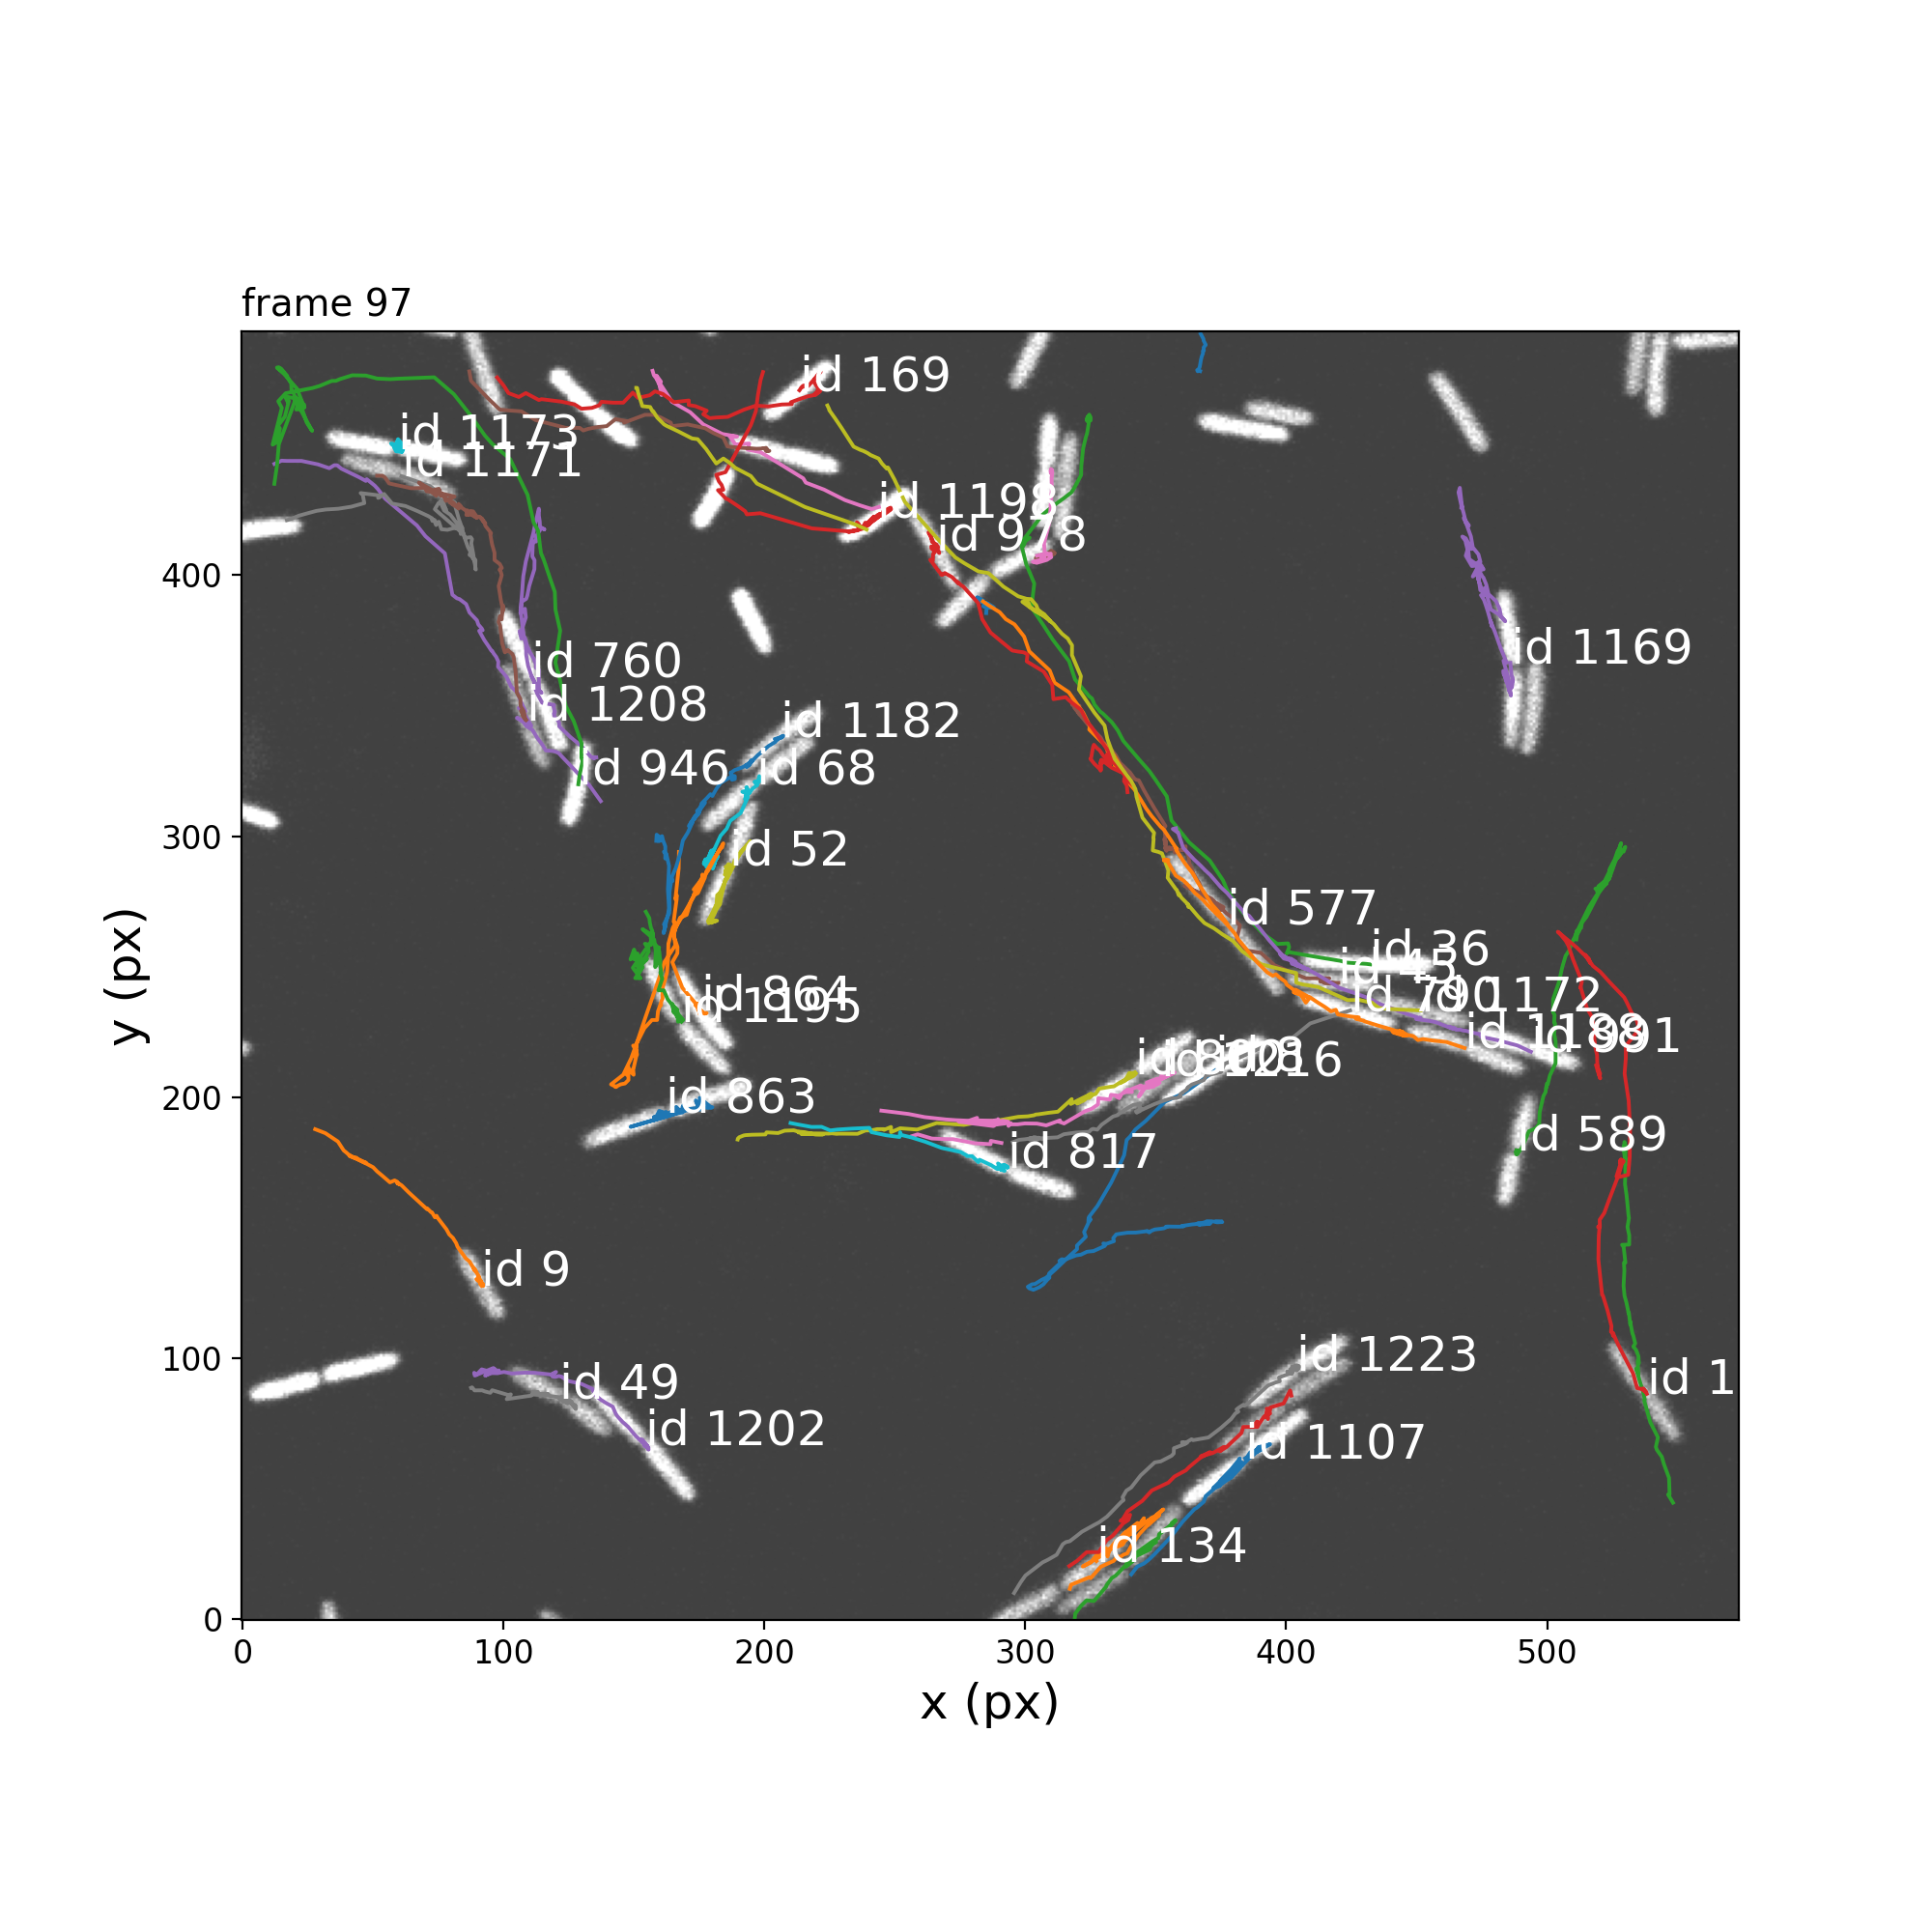 frame 97
id 169
id 1173
id 1171
id 1198
id 978
400
id 760
id 1169
id 1208
id 1182
d 946
id 68
300
id 52
id 577
id 36
id 864
id 1195
id 1172
id 1188
id 863
200
id 589
id 817
id 9
100
id 49
id 1223
id 1
id 1202
id 1107
id 134
0
0
100
200
300
400
500
x (px)
y (px)